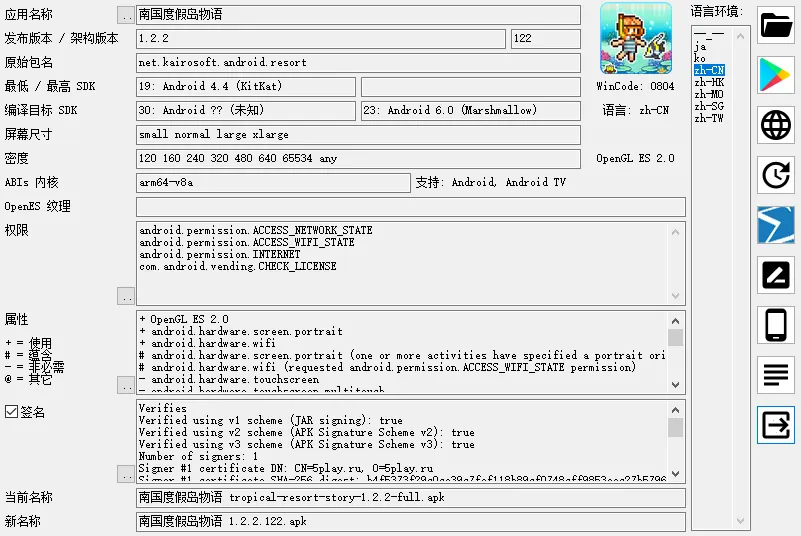 应用名称 .. 南国度假岛物语
语言环境:
发布版本 / 架构版本 1.2.2 122
原始包名 net.kairosoft.android.resort
最低 / 最高 SDK 19: Android 4.4 (KitKat)
WinCode: 0804
编译目标 SDK 30: Android ?? (未知) 23: Android 6.0 (Marshmallow)
语言: zh-CN
屏幕尺寸 small normal large xlarge
密度 120 160 240 320 480 640 65534 any
OpenGL ES 2.0
ABIs 内核 arm64-v8a 支持: Android, Android TV
OpenES 纹理
权限
android.permission.ACCESS_NETWORK_STATE
android.permission.ACCESS_WIFI_STATE
android.permission.INTERNET
com.android.vending.CHECK_LICENSE
..
属性
+ = 使用
# = 蕴含
- = 非必需
@ = 其它
+ OpenGL ES 2.0
+ android.hardware.screen.portrait
+ android.hardware.wifi
# android.hardware.screen.portrait (one or more activities have specified a portrait ori
# android.hardware.wifi (requested android.permission.ACCESS_WIFI_STATE permission)
- android.hardware.touchscreen
- android.hardware.touchscreen.multitouch
..
签名
Verifies
Verified using v1 scheme (JAR signing): true
Verified using v2 scheme (APK Signature Scheme v2): true
Verified using v3 scheme (APK Signature Scheme v3): true
Number of signers: 1
Signer #1 certificate DN: CN=5play.ru, O=5play.ru
Signer #1 certificate SHA-256 digest:
..
当前名称 南国度假岛物语 tropical-resort-story-1.2.2-full.apk
新名称 南国度假岛物语 1.2.2.122.apk
--_--
ja
ko
zh-CN
zh-HK
zh-MO
zh-SG
zh-TW